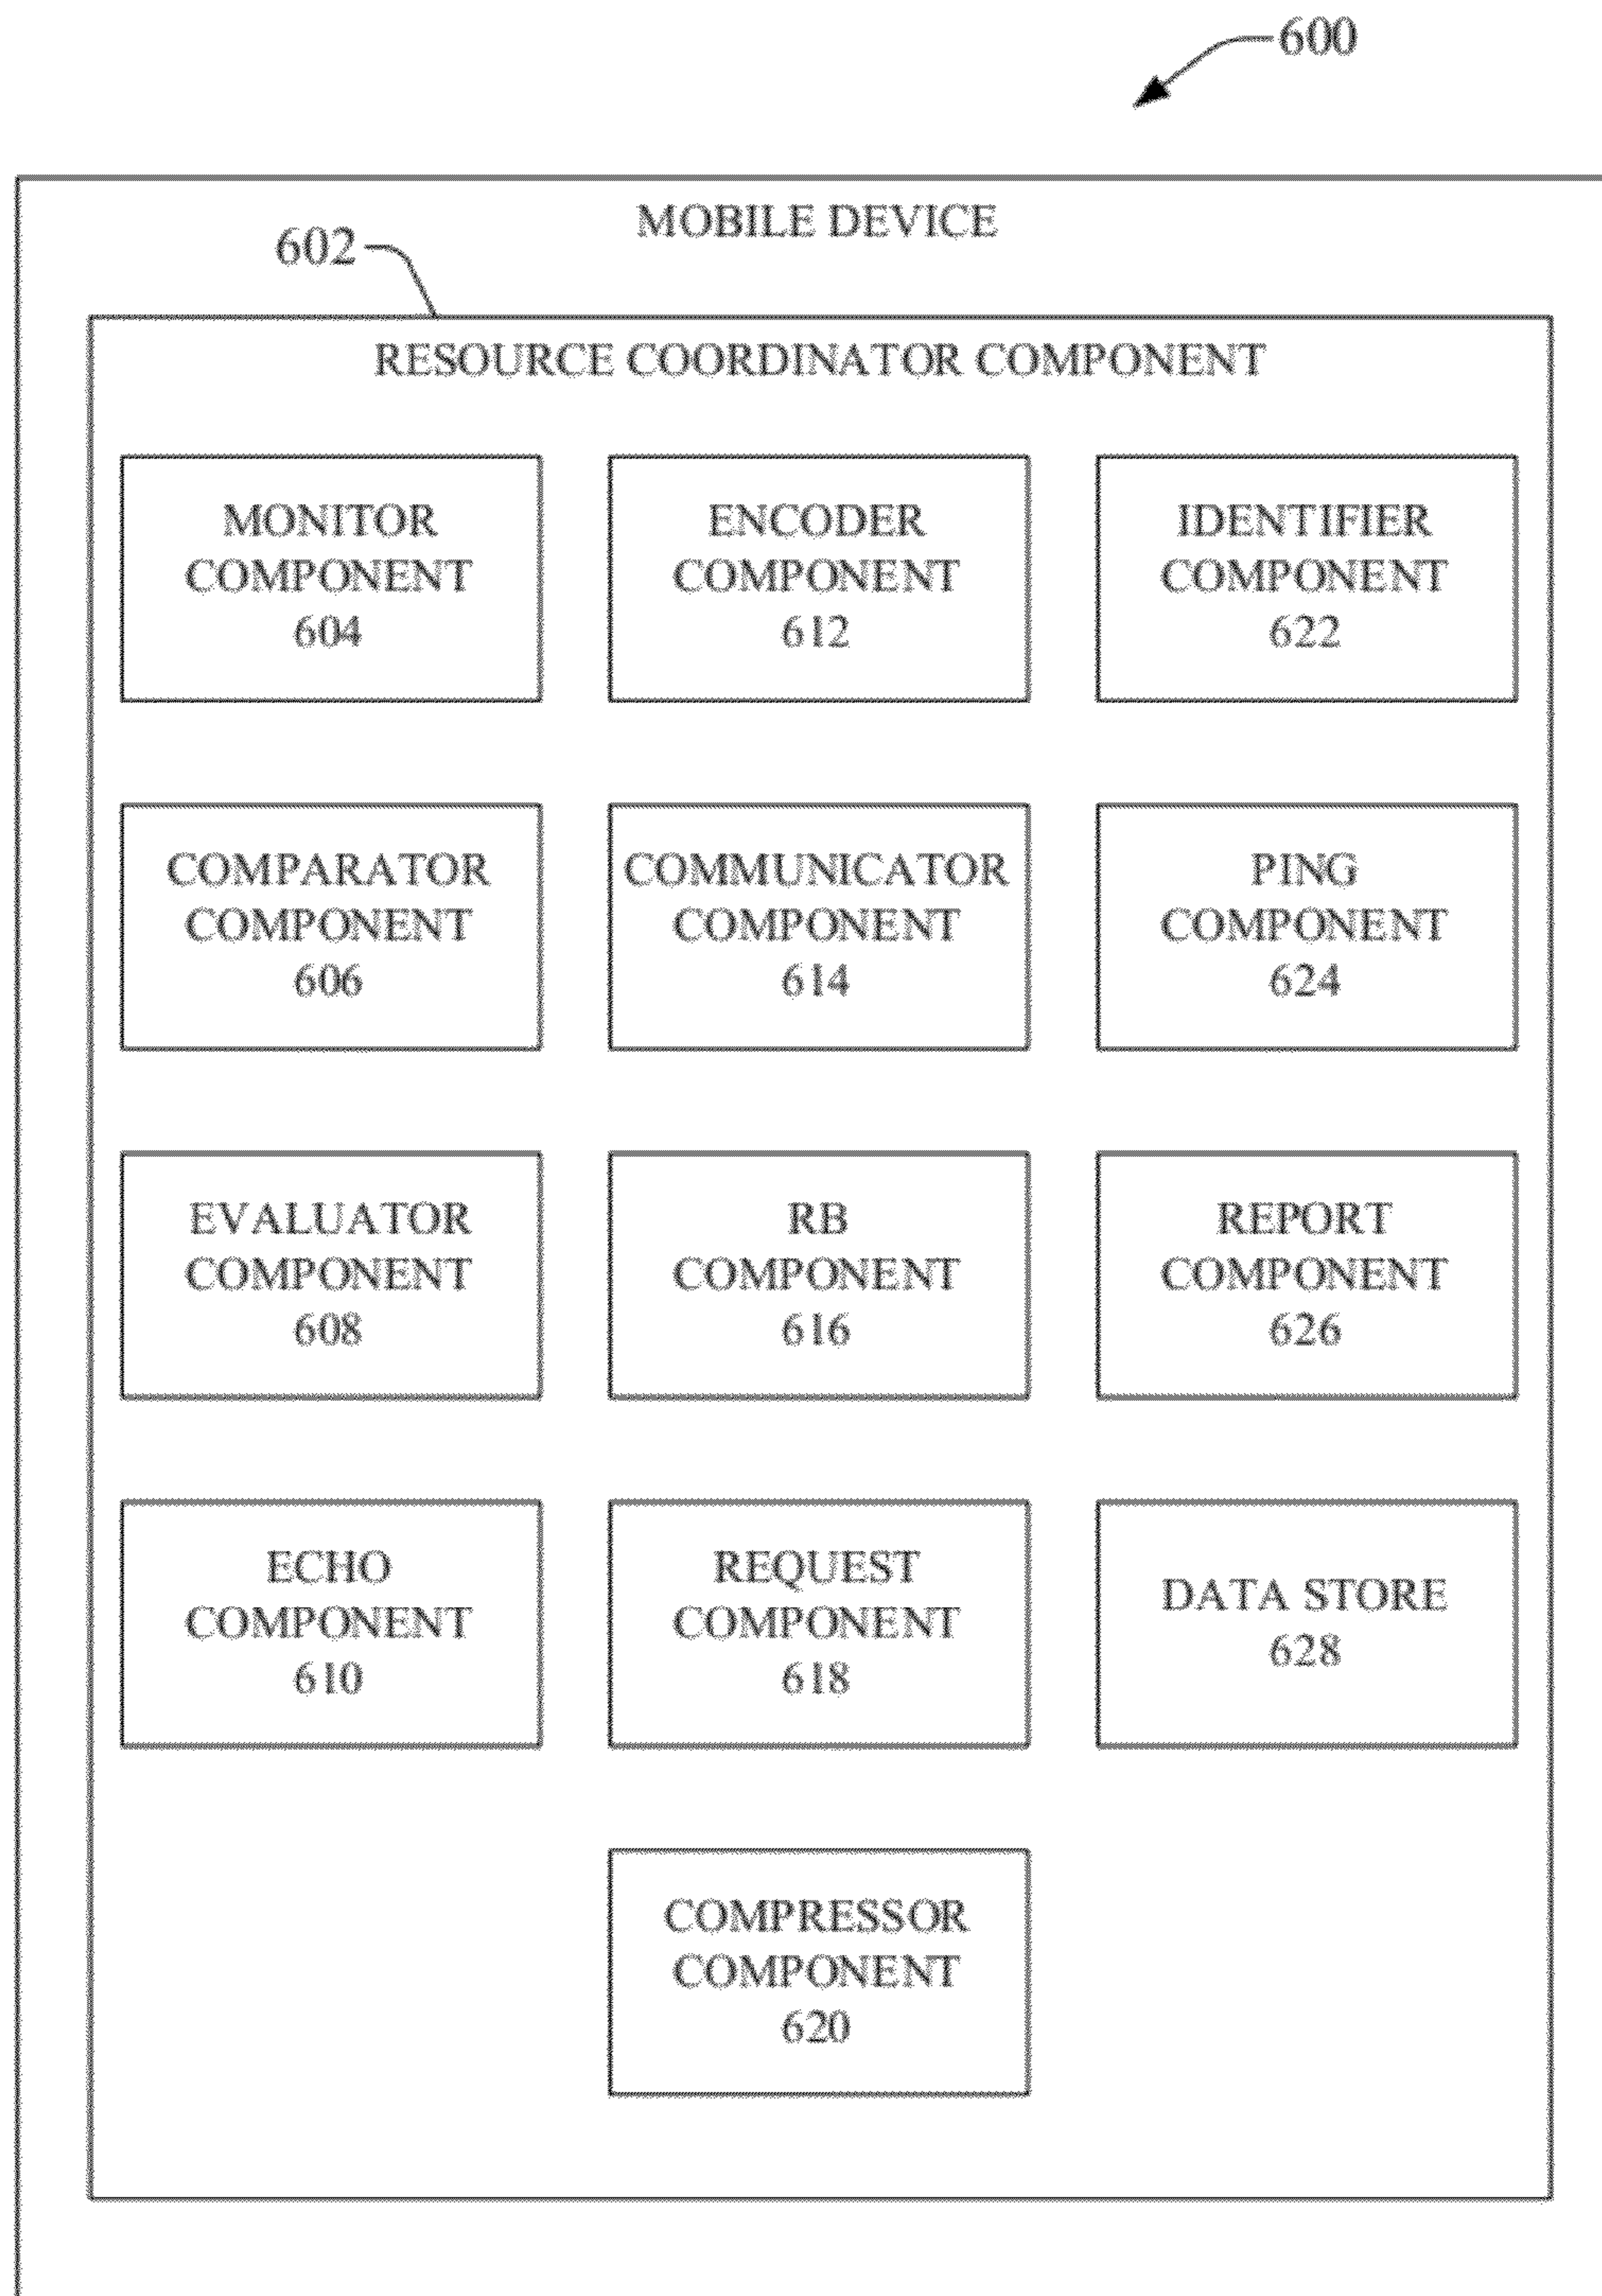 600
MOBILE DEVICE
602
RESOURCE COORDINATOR COMPONENT
MONITOR
COMPONENT
604
ENCODER
COMPONENT
612
IDENTIFIER
COMPONENT
622
COMPARATOR
COMPONENT
606
COMMUNICATOR
COMPONENT
614
PING
COMPONENT
624
EVALUATOR
COMPONENT
608
RB
COMPONENT
616
REPORT
COMPONENT
626
ECHO
COMPONENT
610
REQUEST
COMPONENT
618
DATA STORE
628
COMPRESSOR
COMPONENT
620